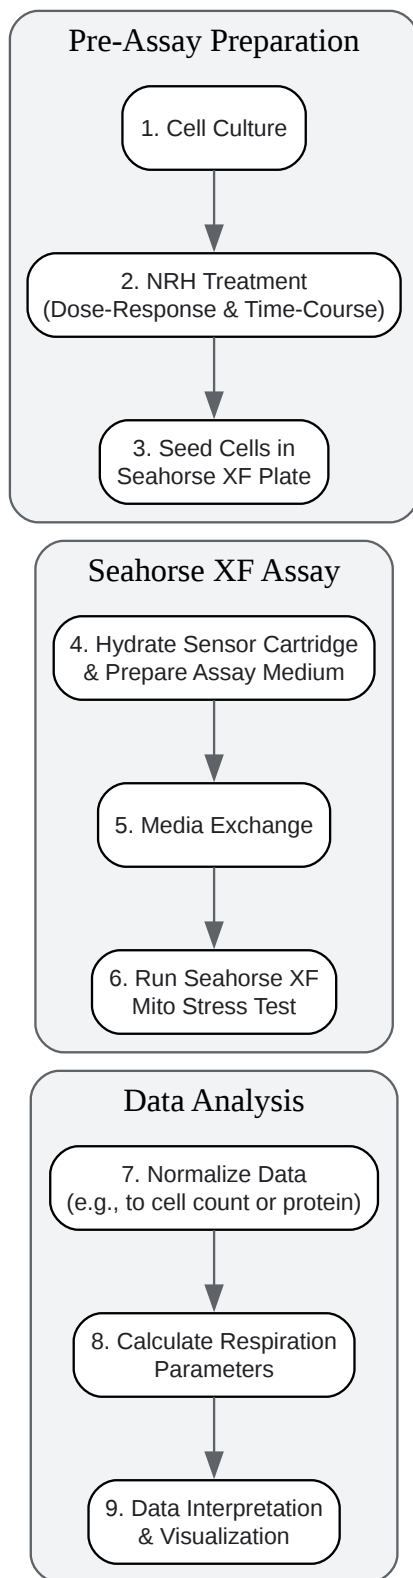 Pre-Assay Preparation
1. Cell Culture
2. NRH Treatment
(Dose-Response & Time-Course)
3. Seed Cells in
Seahorse XF Plate
Seahorse XF Assay
4. Hydrate Sensor Cartridge
& Prepare Assay Medium
5. Media Exchange
6. Run Seahorse XF
Mito Stress Test
Data Analysis
7. Normalize Data
(e.g., to cell count or protein)
8. Calculate Respiration
Parameters
9. Data Interpretation
& Visualization